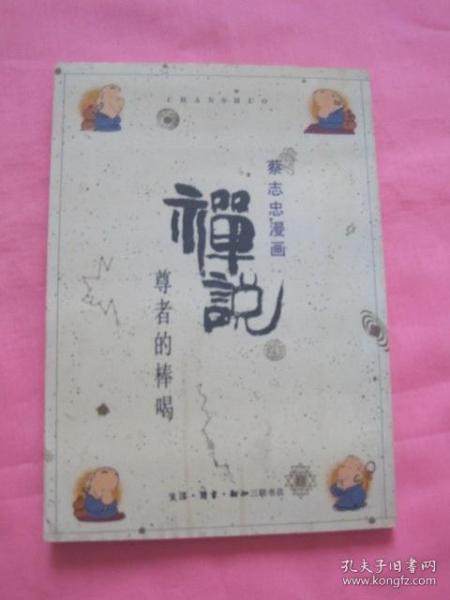 CHANSHUO
蔡志忠漫画
禪說
尊者的棒喝
生活·讀書·新知三联书店
孔夫子旧书网
www.kongfz.com